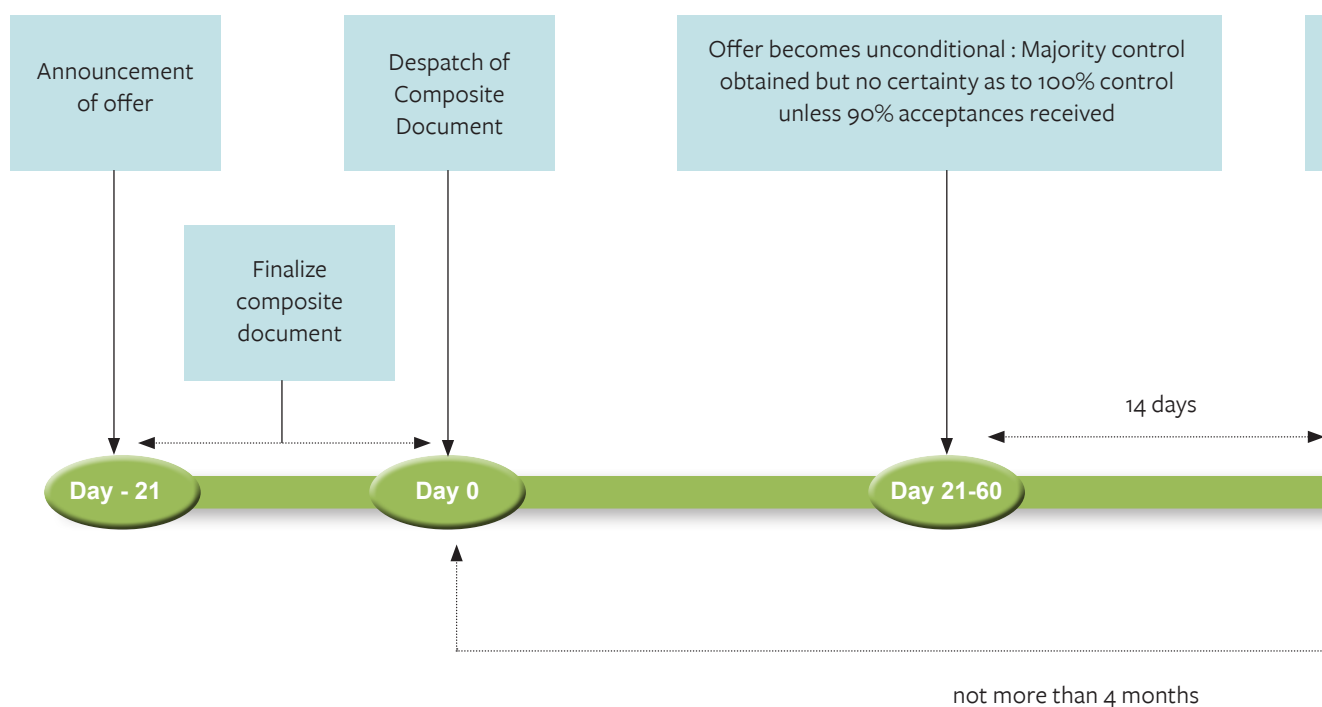 Announcement
of offer
Despatch of
Composite
Document
Offer becomes unconditional : Majority control
obtained but no certainty as to 100% control
unless 90% acceptances received
Finalize
composite
document
14 days
Day - 21
Day 0
Day 21-60
not more than 4 months